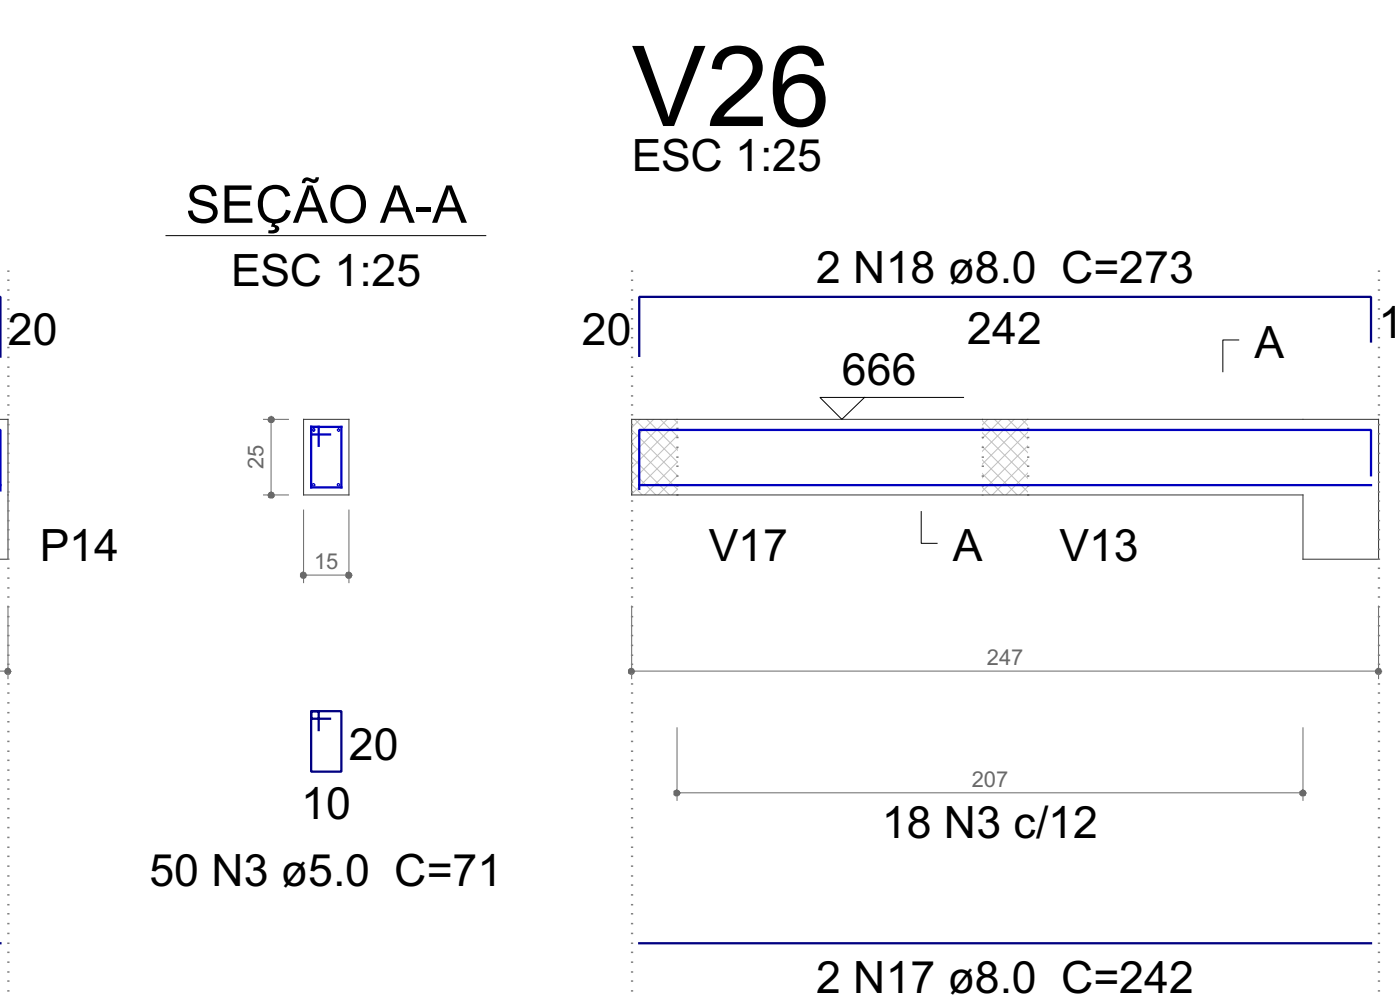 V26
ESC 1:25
SEÇÃO A-A
ESC 1:25
2 N18 ø8.0 C=273
20
20
242
1
A
666
25
P14
V17
A
V13
15
247
20
207
10
18 N3 c/12
50 N3 ø5.0 C=71
2 N17 ø8.0 C=242